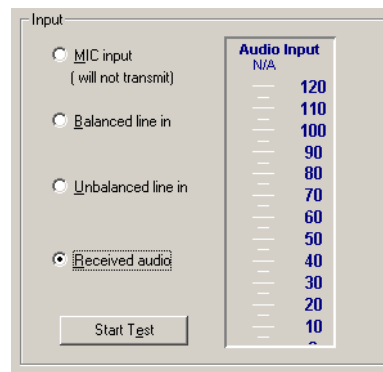 Input
MIC input
( will not transmit)
Balanced line in
Unbalanced line in
Received audio
Start Test
Audio Input
N/A
120
110
100
90
80
70
60
50
40
30
20
10